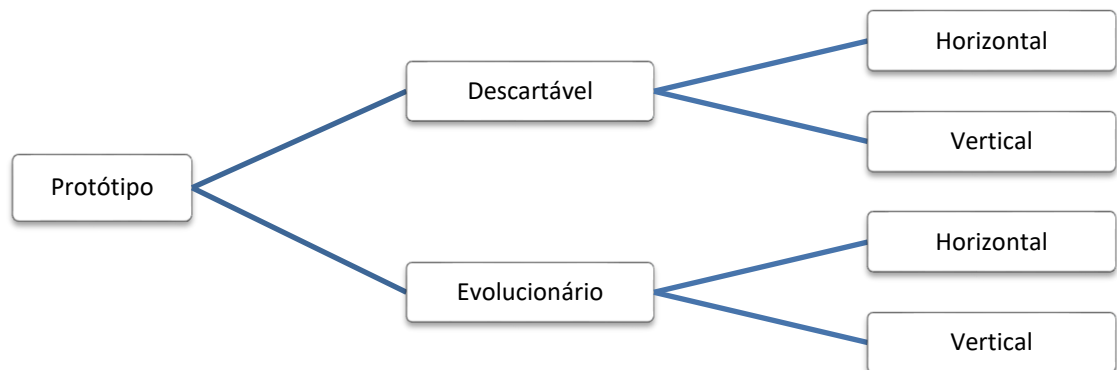 Protótipo
Descartável
Horizontal
Vertical
Evolucionário
Horizontal
Vertical